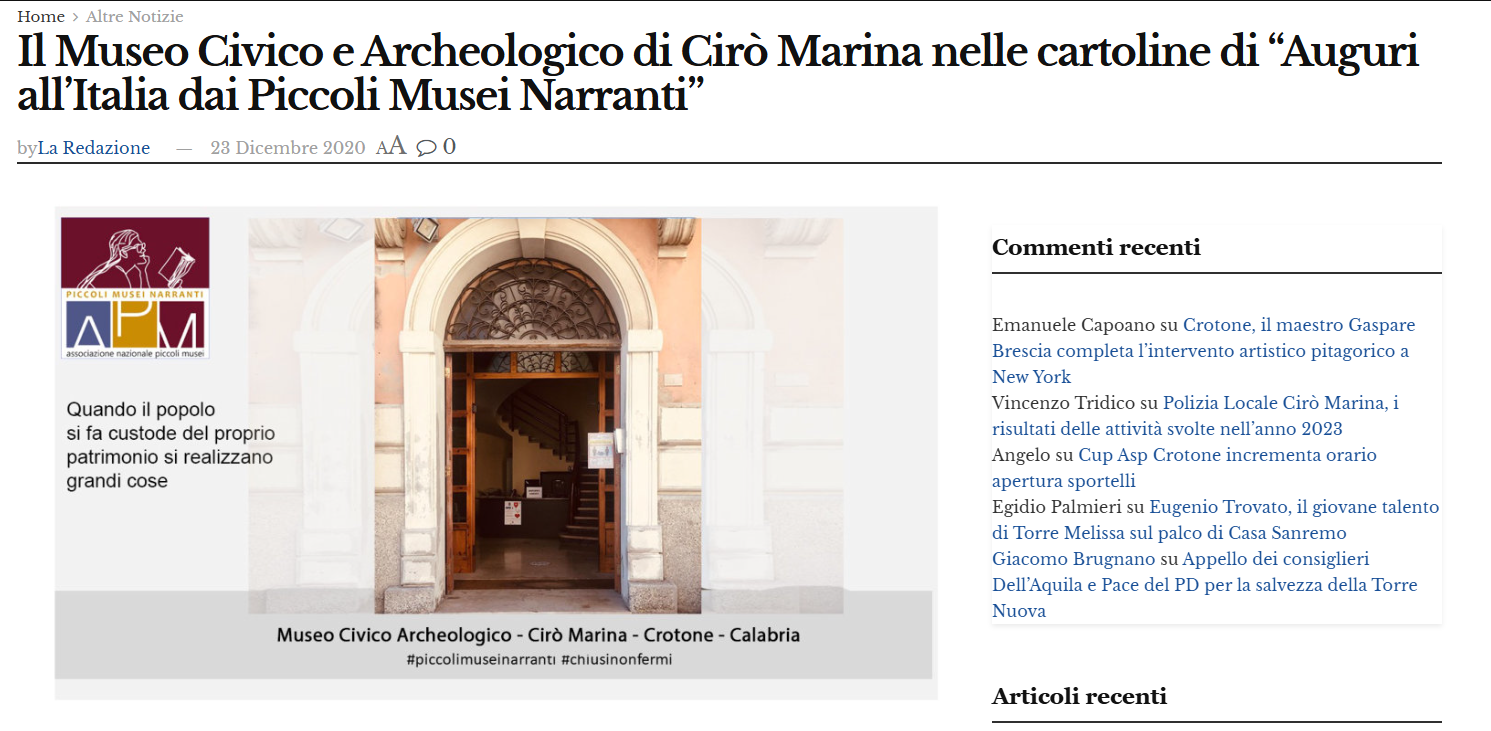 Home > Altre Notizie
Il Museo Civico e Archeologico di Cirò Marina nelle cartoline di “Auguri
all’Italia dai Piccoli Musei Narranti”
byLa Redazione — 23 Dicembre 2020 AA 0
PICCOLI MUSEI NARRANTI
APM
associazione nazionale piccoli musei
Quando il popolo
si fa custode del proprio
patrimonio si realizzano
grandi cose
Museo Civico Archeologico - Cirò Marina - Crotone - Calabria
#piccolimuseinarranti #chiusinonfermi
Commenti recenti
Emanuele Capoano su Crotone, il maestro Gaspare
Brescia completa l’intervento artistico pitagorico a
New York
Vincenzo Tridico su Polizia Locale Cirò Marina, i
risultati delle attività svolte nell’anno 2023
Angelo su Cup Asp Crotone incrementa orario
apertura sportelli
Egidio Palmieri su Eugenio Trovato, il giovane talento
di Torre Melissa sul palco di Casa Sanremo
Giacomo Brugnano su Appello dei consiglieri
Dell’Aquila e Pace del PD per la salvezza della Torre
Nuova
Articoli recenti